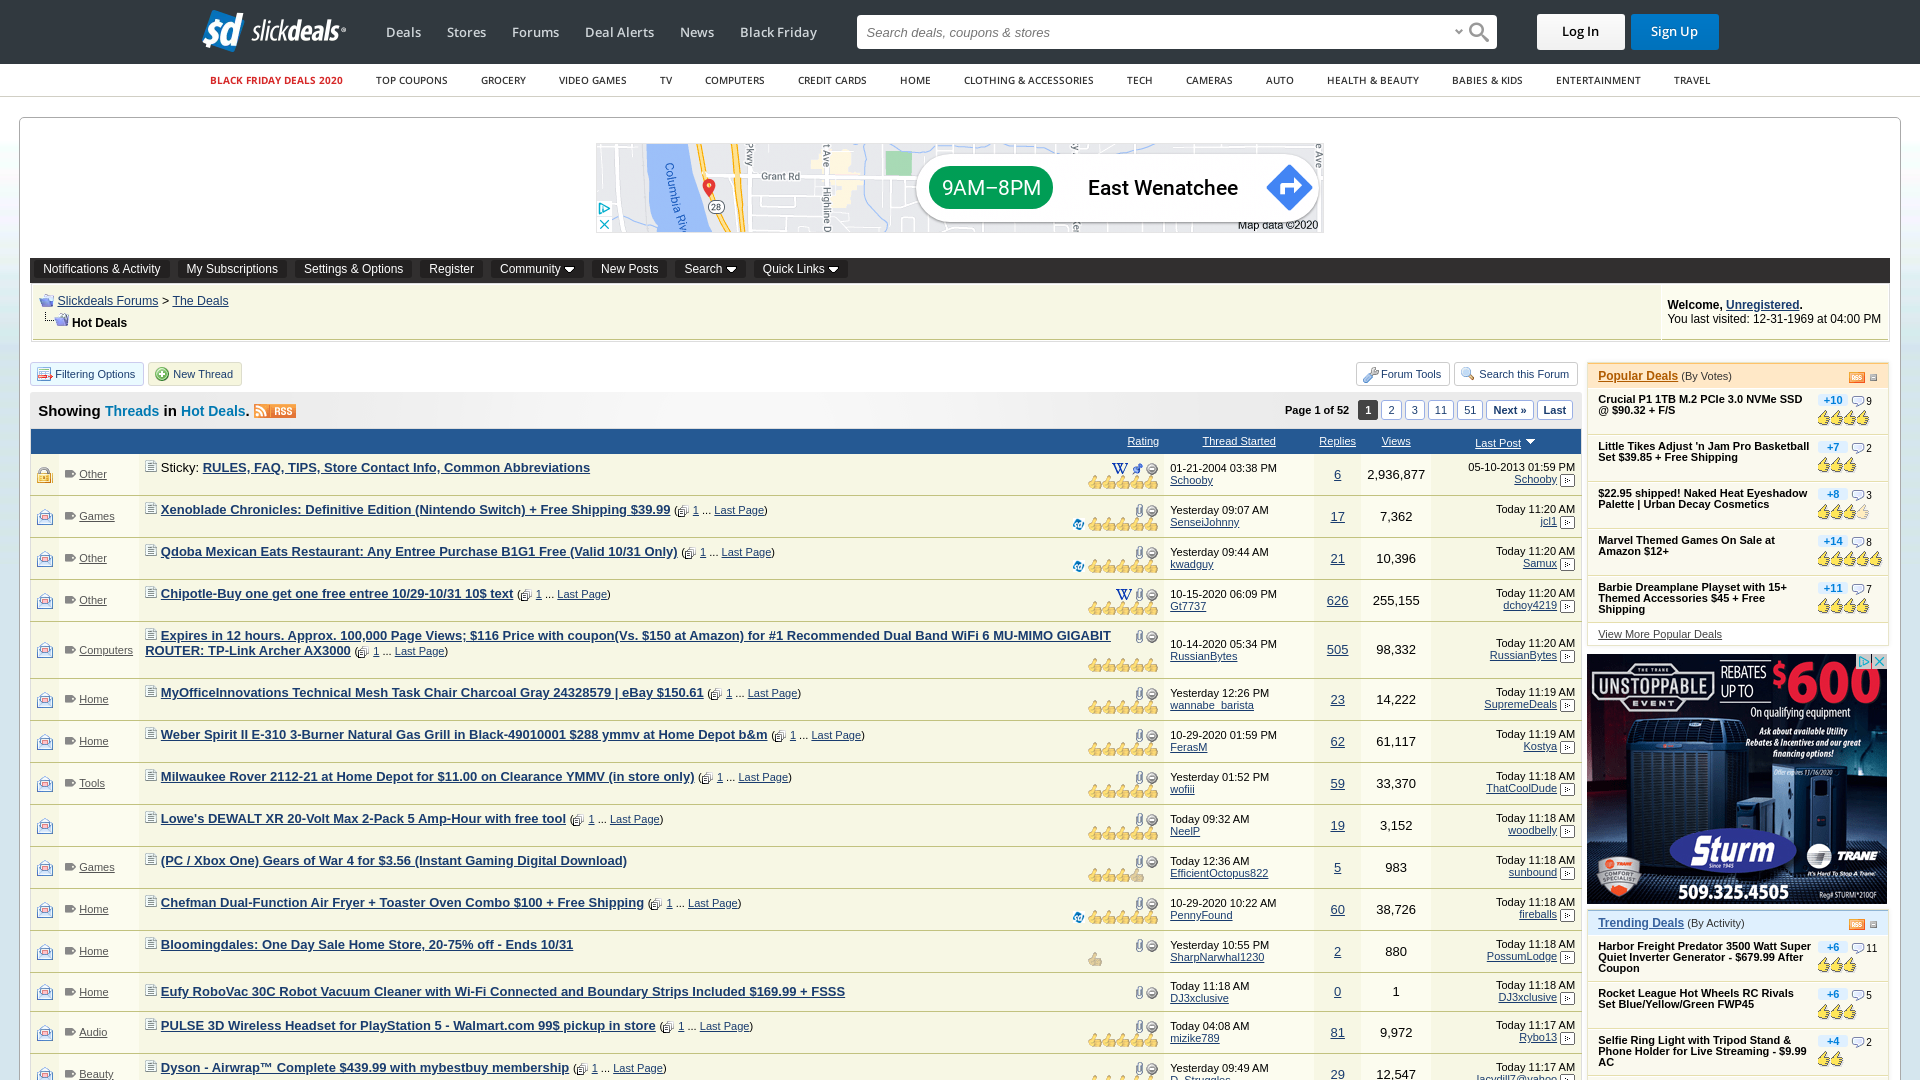 slickdeals
Deals Stores Forums Deal Alerts News Black Friday
Search deals, coupons & stores
Log In Sign Up
BLACK FRIDAY DEALS 2020 TOP COUPONS GROCERY VIDEO GAMES TV COMPUTERS CREDIT CARDS HOME CLOTHING & ACCESSORIES TECH CAMERAS AUTO HEALTH & BEAUTY BABIES & KIDS ENTERTAINMENT TRAVEL
Grant Rd
Columbia Riv
28
9AM–8PM East Wenatchee
Map data ©2020
Notifications & Activity My Subscriptions Settings & Options Register Community New Posts Search Quick Links
Slickdeals Forums > The Deals
Hot Deals
Welcome, Unregistered.
You last visited: 12-31-1969 at 04:00 PM
Filtering Options New Thread
Forum Tools Search this Forum
Showing Threads in Hot Deals. RSS
Page 1 of 52 1 2 3 11 51 Next » Last
Rating Thread Started Replies Views Last Post
Other Sticky: RULES, FAQ, TIPS, Store Contact Info, Common Abbreviations 01-21-2004 03:38 PM Schooby 6 2,936,877 05-10-2013 01:59 PM Schooby
Games Xenoblade Chronicles: Definitive Edition (Nintendo Switch) + Free Shipping $39.99 (1 ... Last Page) Yesterday 09:07 AM SenseiJohnny 17 7,362 Today 11:20 AM jcl1
Other Qdoba Mexican Eats Restaurant: Any Entree Purchase B1G1 Free (Valid 10/31 Only) (1 ... Last Page) Yesterday 09:44 AM kwadguy 21 10,396 Today 11:20 AM Samux
Other Chipotle-Buy one get one free entree 10/29-10/31 10$ text (1 ... Last Page) 10-15-2020 06:09 PM Gt7737 626 255,155 Today 11:20 AM dchoy4219
Computers Expires in 12 hours. Approx. 100,000 Page Views; $116 Price with coupon(Vs. $150 at Amazon) for #1 Recommended Dual Band WiFi 6 MU-MIMO GIGABIT
ROUTER: TP-Link Archer AX3000 (1 ... Last Page) 10-14-2020 05:34 PM RussianBytes 505 98,332 Today 11:20 AM RussianBytes
Home MyOfficeInnovations Technical Mesh Task Chair Charcoal Gray 24328579 | eBay $150.61 (1 ... Last Page) Yesterday 12:26 PM wannabe_barista 23 14,222 Today 11:19 AM SupremeDeals
Home Weber Spirit II E-310 3-Burner Natural Gas Grill in Black-49010001 $288 ymmv at Home Depot b&m (1 ... Last Page) 10-29-2020 01:59 PM FerasM 62 61,117 Today 11:19 AM Kostya
Tools Milwaukee Rover 2112-21 at Home Depot for $11.00 on Clearance YMMV (in store only) (1 ... Last Page) Yesterday 01:52 PM wofiii 59 33,370 Today 11:18 AM ThatCoolDude
Lowe's DEWALT XR 20-Volt Max 2-Pack 5 Amp-Hour with free tool (1 ... Last Page) Today 09:32 AM NeelP 19 3,152 Today 11:18 AM woodbelly
Games (PC / Xbox One) Gears of War 4 for $3.56 (Instant Gaming Digital Download) Today 12:36 AM EfficientOctopus822 5 983 Today 11:18 AM sunbound
Home Chefman Dual-Function Air Fryer + Toaster Oven Combo $100 + Free Shipping (1 ... Last Page) 10-29-2020 10:22 AM PennyFound 60 38,726 Today 11:18 AM fireballs
Home Bloomingdales: One Day Sale Home Store, 20-75% off - Ends 10/31 Yesterday 10:55 PM SharpNarwhal1230 2 880 Today 11:18 AM PossumLodge
Home Eufy RoboVac 30C Robot Vacuum Cleaner with Wi-Fi Connected and Boundary Strips Included $169.99 + FSSS Today 11:18 AM DJ3xclusive 0 1 Today 11:18 AM DJ3xclusive
Audio PULSE 3D Wireless Headset for PlayStation 5 - Walmart.com 99$ pickup in store (1 ... Last Page) Today 04:08 AM mizike789 81 9,972 Today 11:17 AM Rybo13
Beauty Dyson - Airwrap™ Complete $439.99 with mybestbuy membership (1 ... Last Page) Yesterday 09:49 AM 29 12,547 Today 11:17 AM
Popular Deals (By Votes)
Crucial P1 1TB M.2 PCIe 3.0 NVMe SSD @ $90.32 + F/S +10 9
Little Tikes Adjust 'n Jam Pro Basketball Set $39.85 + Free Shipping +7 2
$22.95 shipped! Naked Heat Eyeshadow Palette | Urban Decay Cosmetics +8 3
Marvel Themed Games On Sale at Amazon $12+ +14 8
Barbie Dreamplane Playset with 15+ Themed Accessories $45 + Free Shipping +11 7
View More Popular Deals
THE TRANE UNSTOPPABLE EVENT
REBATES UP TO $600
On qualifying equipment
Ask about available Utility Rebates & Incentives and our great financing options!
Offer expires 11/16/2020
Sturm Since 1945
TRANE
It's Hard To Stop A Trane.
TRANE COMFORT SPECIALIST
509.325.4505
Reg# STURM*210QF
Trending Deals (By Activity)
Harbor Freight Predator 3500 Watt Super Quiet Inverter Generator - $679.99 After Coupon +6 11
Rocket League Hot Wheels RC Rivals Set Blue/Yellow/Green FWP45 +6 5
Selfie Ring Light with Tripod Stand & Phone Holder for Live Streaming - $9.99 AC +4 2